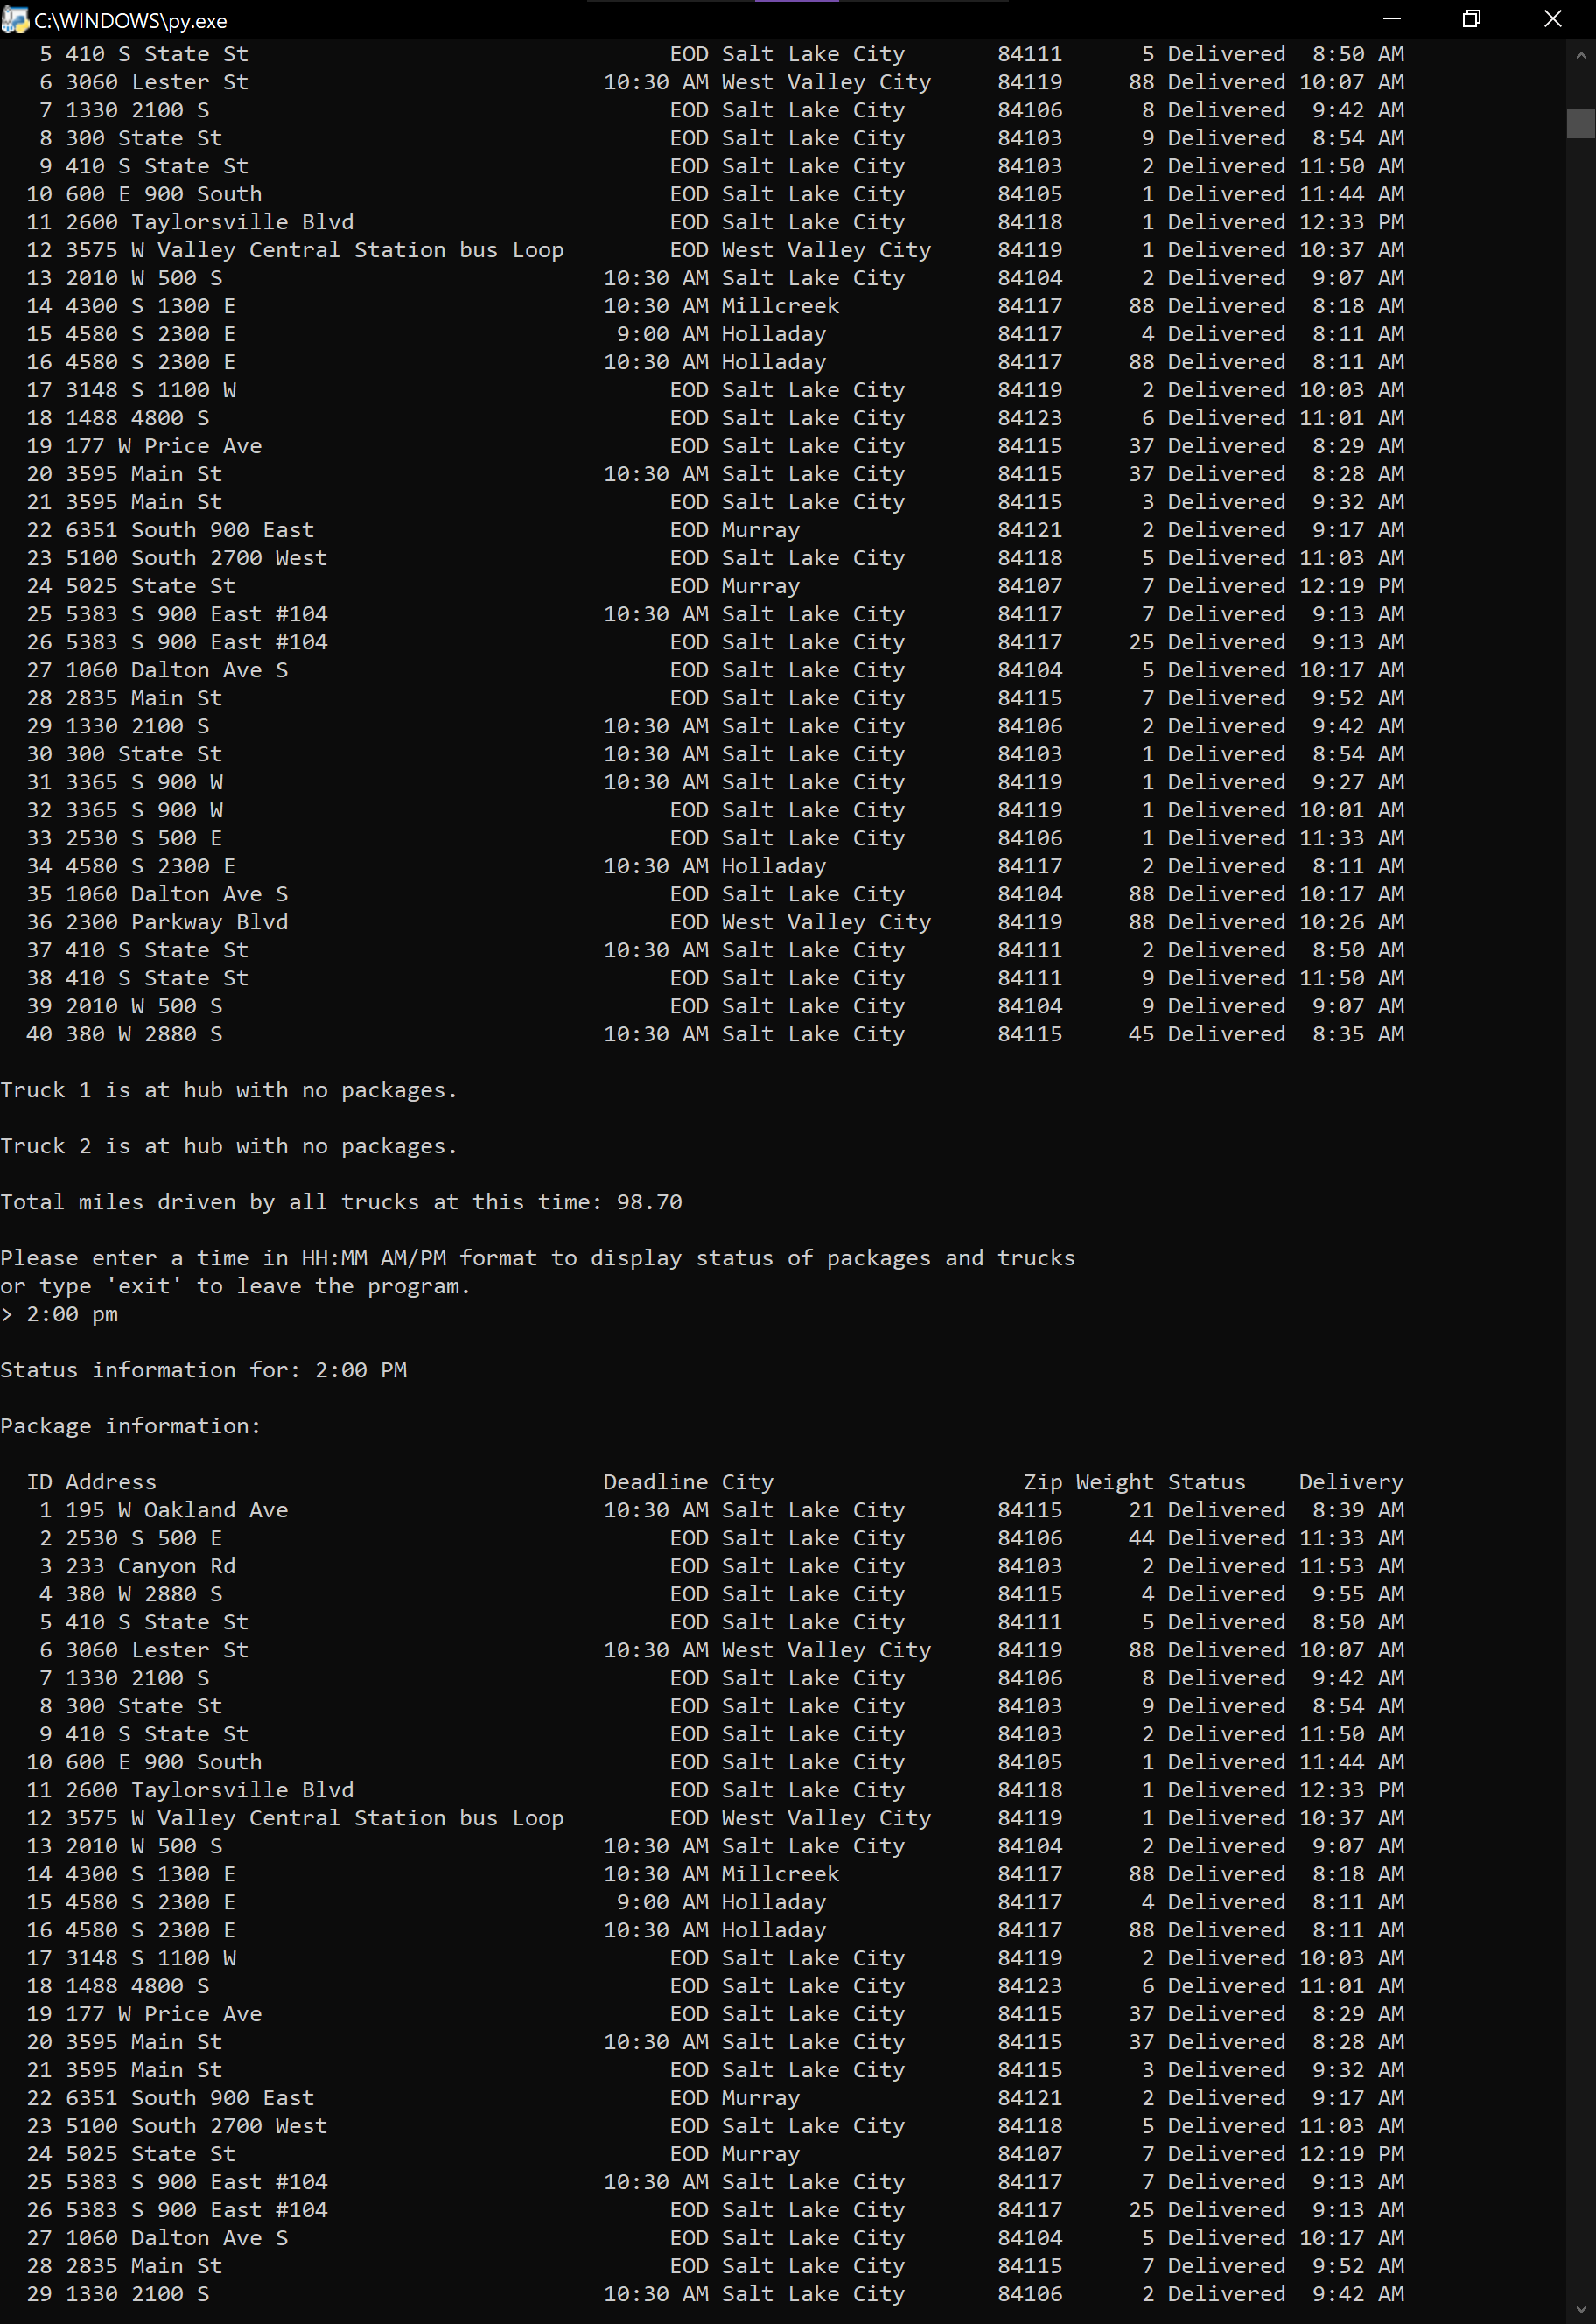 C:\WINDOWS\py.exe
5 410 S State St EOD Salt Lake City 84111 5 Delivered 8:50 AM
6 3060 Lester St 10:30 AM West Valley City 84119 88 Delivered 10:07 AM
7 1330 2100 S EOD Salt Lake City 84106 8 Delivered 9:42 AM
8 300 State St EOD Salt Lake City 84103 9 Delivered 8:54 AM
9 410 S State St EOD Salt Lake City 84103 2 Delivered 11:50 AM
10 600 E 900 South EOD Salt Lake City 84105 1 Delivered 11:44 AM
11 2600 Taylorsville Blvd EOD Salt Lake City 84118 1 Delivered 12:33 PM
12 3575 W Valley Central Station bus Loop EOD West Valley City 84119 1 Delivered 10:37 AM
13 2010 W 500 S 10:30 AM Salt Lake City 84104 2 Delivered 9:07 AM
14 4300 S 1300 E 10:30 AM Millcreek 84117 88 Delivered 8:18 AM
15 4580 S 2300 E 9:00 AM Holladay 84117 4 Delivered 8:11 AM
16 4580 S 2300 E 10:30 AM Holladay 84117 88 Delivered 8:11 AM
17 3148 S 1100 W EOD Salt Lake City 84119 2 Delivered 10:03 AM
18 1488 4800 S EOD Salt Lake City 84123 6 Delivered 11:01 AM
19 177 W Price Ave EOD Salt Lake City 84115 37 Delivered 8:29 AM
20 3595 Main St 10:30 AM Salt Lake City 84115 37 Delivered 8:28 AM
21 3595 Main St EOD Salt Lake City 84115 3 Delivered 9:32 AM
22 6351 South 900 East EOD Murray 84121 2 Delivered 9:17 AM
23 5100 South 2700 West EOD Salt Lake City 84118 5 Delivered 11:03 AM
24 5025 State St EOD Murray 84107 7 Delivered 12:19 PM
25 5383 S 900 East #104 10:30 AM Salt Lake City 84117 7 Delivered 9:13 AM
26 5383 S 900 East #104 EOD Salt Lake City 84117 25 Delivered 9:13 AM
27 1060 Dalton Ave S EOD Salt Lake City 84104 5 Delivered 10:17 AM
28 2835 Main St EOD Salt Lake City 84115 7 Delivered 9:52 AM
29 1330 2100 S 10:30 AM Salt Lake City 84106 2 Delivered 9:42 AM
30 300 State St 10:30 AM Salt Lake City 84103 1 Delivered 8:54 AM
31 3365 S 900 W 10:30 AM Salt Lake City 84119 1 Delivered 9:27 AM
32 3365 S 900 W EOD Salt Lake City 84119 1 Delivered 10:01 AM
33 2530 S 500 E EOD Salt Lake City 84106 1 Delivered 11:33 AM
34 4580 S 2300 E 10:30 AM Holladay 84117 2 Delivered 8:11 AM
35 1060 Dalton Ave S EOD Salt Lake City 84104 88 Delivered 10:17 AM
36 2300 Parkway Blvd EOD West Valley City 84119 88 Delivered 10:26 AM
37 410 S State St 10:30 AM Salt Lake City 84111 2 Delivered 8:50 AM
38 410 S State St EOD Salt Lake City 84111 9 Delivered 11:50 AM
39 2010 W 500 S EOD Salt Lake City 84104 9 Delivered 9:07 AM
40 380 W 2880 S 10:30 AM Salt Lake City 84115 45 Delivered 8:35 AM
Truck 1 is at hub with no packages.
Truck 2 is at hub with no packages.
Total miles driven by all trucks at this time: 98.70
Please enter a time in HH:MM AM/PM format to display status of packages and trucks
or type 'exit' to leave the program.
> 2:00 pm
Status information for: 2:00 PM
Package information:
ID Address Deadline City Zip Weight Status Delivery
1 195 W Oakland Ave 10:30 AM Salt Lake City 84115 21 Delivered 8:39 AM
2 2530 S 500 E EOD Salt Lake City 84106 44 Delivered 11:33 AM
3 233 Canyon Rd EOD Salt Lake City 84103 2 Delivered 11:53 AM
4 380 W 2880 S EOD Salt Lake City 84115 4 Delivered 9:55 AM
5 410 S State St EOD Salt Lake City 84111 5 Delivered 8:50 AM
6 3060 Lester St 10:30 AM West Valley City 84119 88 Delivered 10:07 AM
7 1330 2100 S EOD Salt Lake City 84106 8 Delivered 9:42 AM
8 300 State St EOD Salt Lake City 84103 9 Delivered 8:54 AM
9 410 S State St EOD Salt Lake City 84103 2 Delivered 11:50 AM
10 600 E 900 South EOD Salt Lake City 84105 1 Delivered 11:44 AM
11 2600 Taylorsville Blvd EOD Salt Lake City 84118 1 Delivered 12:33 PM
12 3575 W Valley Central Station bus Loop EOD West Valley City 84119 1 Delivered 10:37 AM
13 2010 W 500 S 10:30 AM Salt Lake City 84104 2 Delivered 9:07 AM
14 4300 S 1300 E 10:30 AM Millcreek 84117 88 Delivered 8:18 AM
15 4580 S 2300 E 9:00 AM Holladay 84117 4 Delivered 8:11 AM
16 4580 S 2300 E 10:30 AM Holladay 84117 88 Delivered 8:11 AM
17 3148 S 1100 W EOD Salt Lake City 84119 2 Delivered 10:03 AM
18 1488 4800 S EOD Salt Lake City 84123 6 Delivered 11:01 AM
19 177 W Price Ave EOD Salt Lake City 84115 37 Delivered 8:29 AM
20 3595 Main St 10:30 AM Salt Lake City 84115 37 Delivered 8:28 AM
21 3595 Main St EOD Salt Lake City 84115 3 Delivered 9:32 AM
22 6351 South 900 East EOD Murray 84121 2 Delivered 9:17 AM
23 5100 South 2700 West EOD Salt Lake City 84118 5 Delivered 11:03 AM
24 5025 State St EOD Murray 84107 7 Delivered 12:19 PM
25 5383 S 900 East #104 10:30 AM Salt Lake City 84117 7 Delivered 9:13 AM
26 5383 S 900 East #104 EOD Salt Lake City 84117 25 Delivered 9:13 AM
27 1060 Dalton Ave S EOD Salt Lake City 84104 5 Delivered 10:17 AM
28 2835 Main St EOD Salt Lake City 84115 7 Delivered 9:52 AM
29 1330 2100 S 10:30 AM Salt Lake City 84106 2 Delivered 9:42 AM